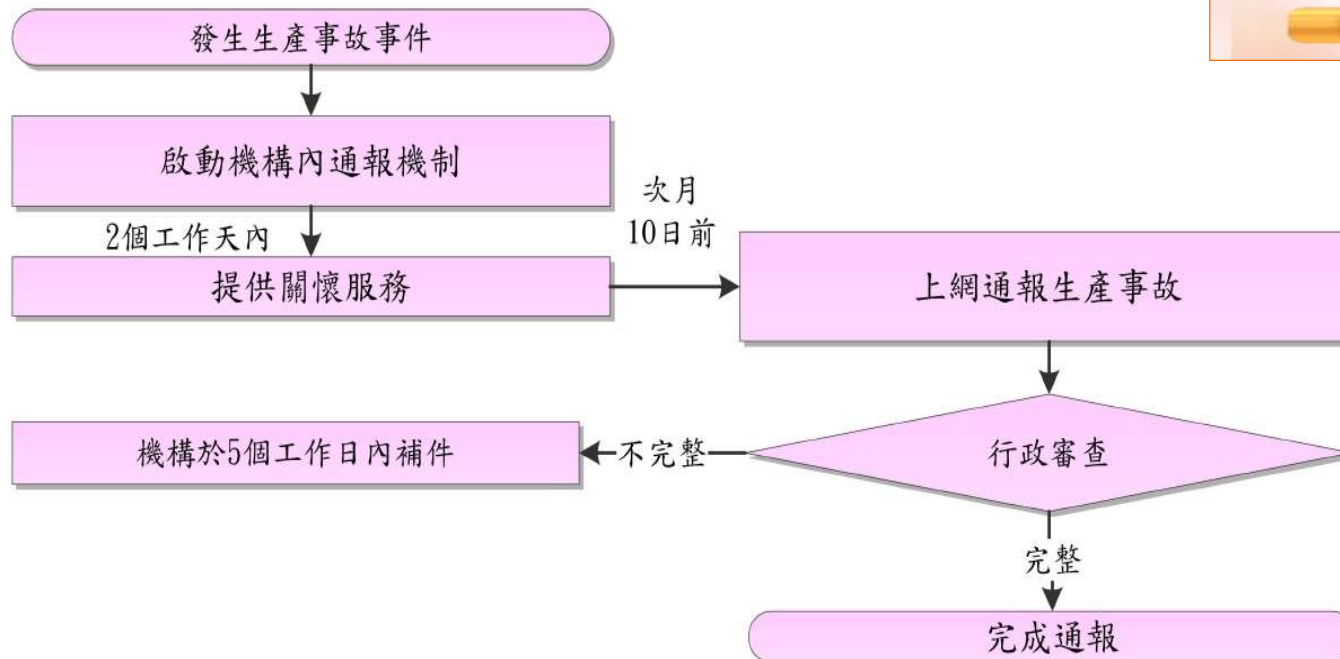 發生生產事故事件
啟動機構內通報機制
2個工作天內
提供關懷服務
次月
10日前
上網通報生產事故
行政審查
不完整
機構於5個工作日內補件
完整
完成通報